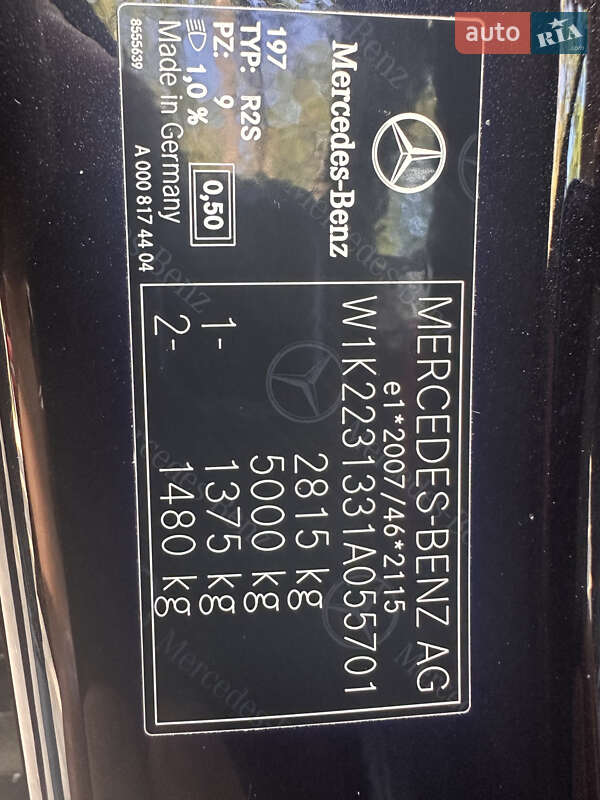 auto RIA
Mercedes-Benz
197
TYP: R2S
PZ: 9
1,0 %
0,50
Made in Germany
8555639
A 000 817 44 04
MERCEDES-BENZ AG
e1*2007/46*2115
W1K2231331A055701
2815 kg
5000 kg
1- 1375 kg
2- 1480 kg